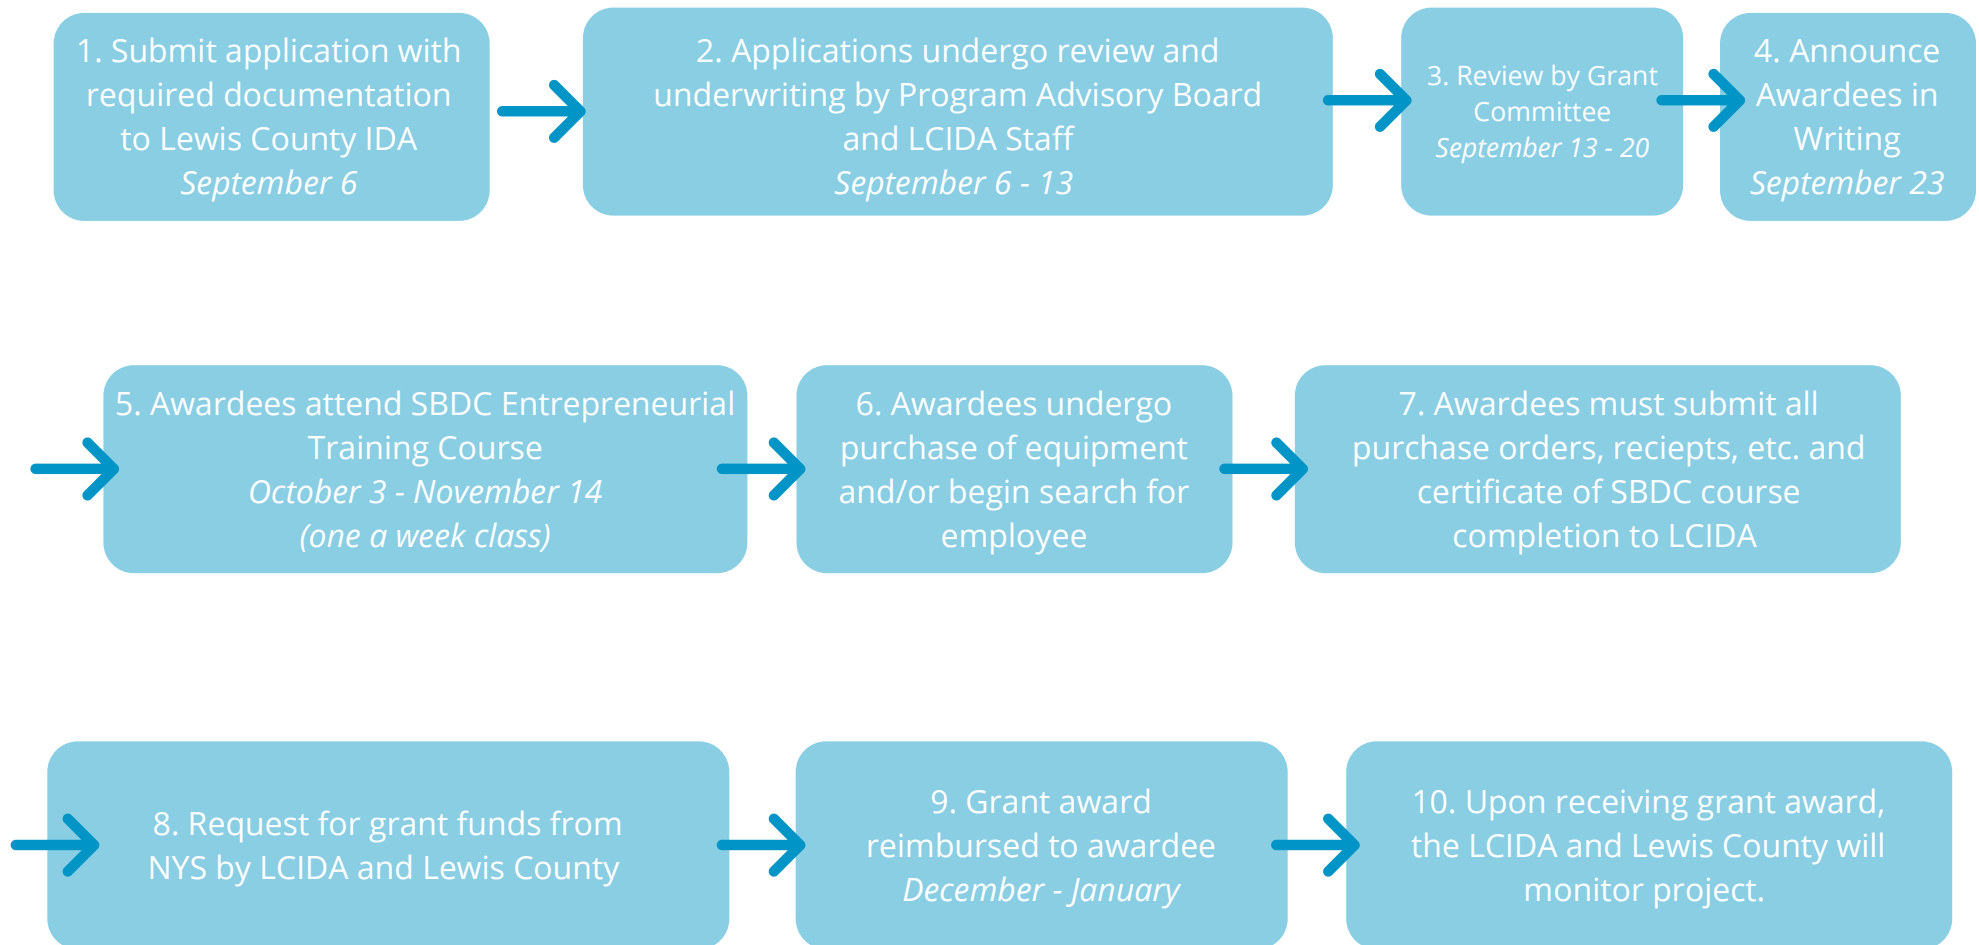 1. Submit application with
required documentation
to Lewis County IDA
September 6
2. Applications undergo review and
underwriting by Program Advisory Board
and LCIDA Staff
September 6 - 13
3. Review by Grant
Committee
September 13 - 20
4. Announce
Awardees in
Writing
September 23
5. Awardees attend SBDC Entrepreneurial
Training Course
October 3 - November 14
(one a week class)
6. Awardees undergo
purchase of equipment
and/or begin search for
employee
7. Awardees must submit all
purchase orders, reciepts, etc. and
certificate of SBDC course
completion to LCIDA
8. Request for grant funds from
NYS by LCIDA and Lewis County
9. Grant award
reimbursed to awardee
December - January
10. Upon receiving grant award,
the LCIDA and Lewis County will
monitor project.